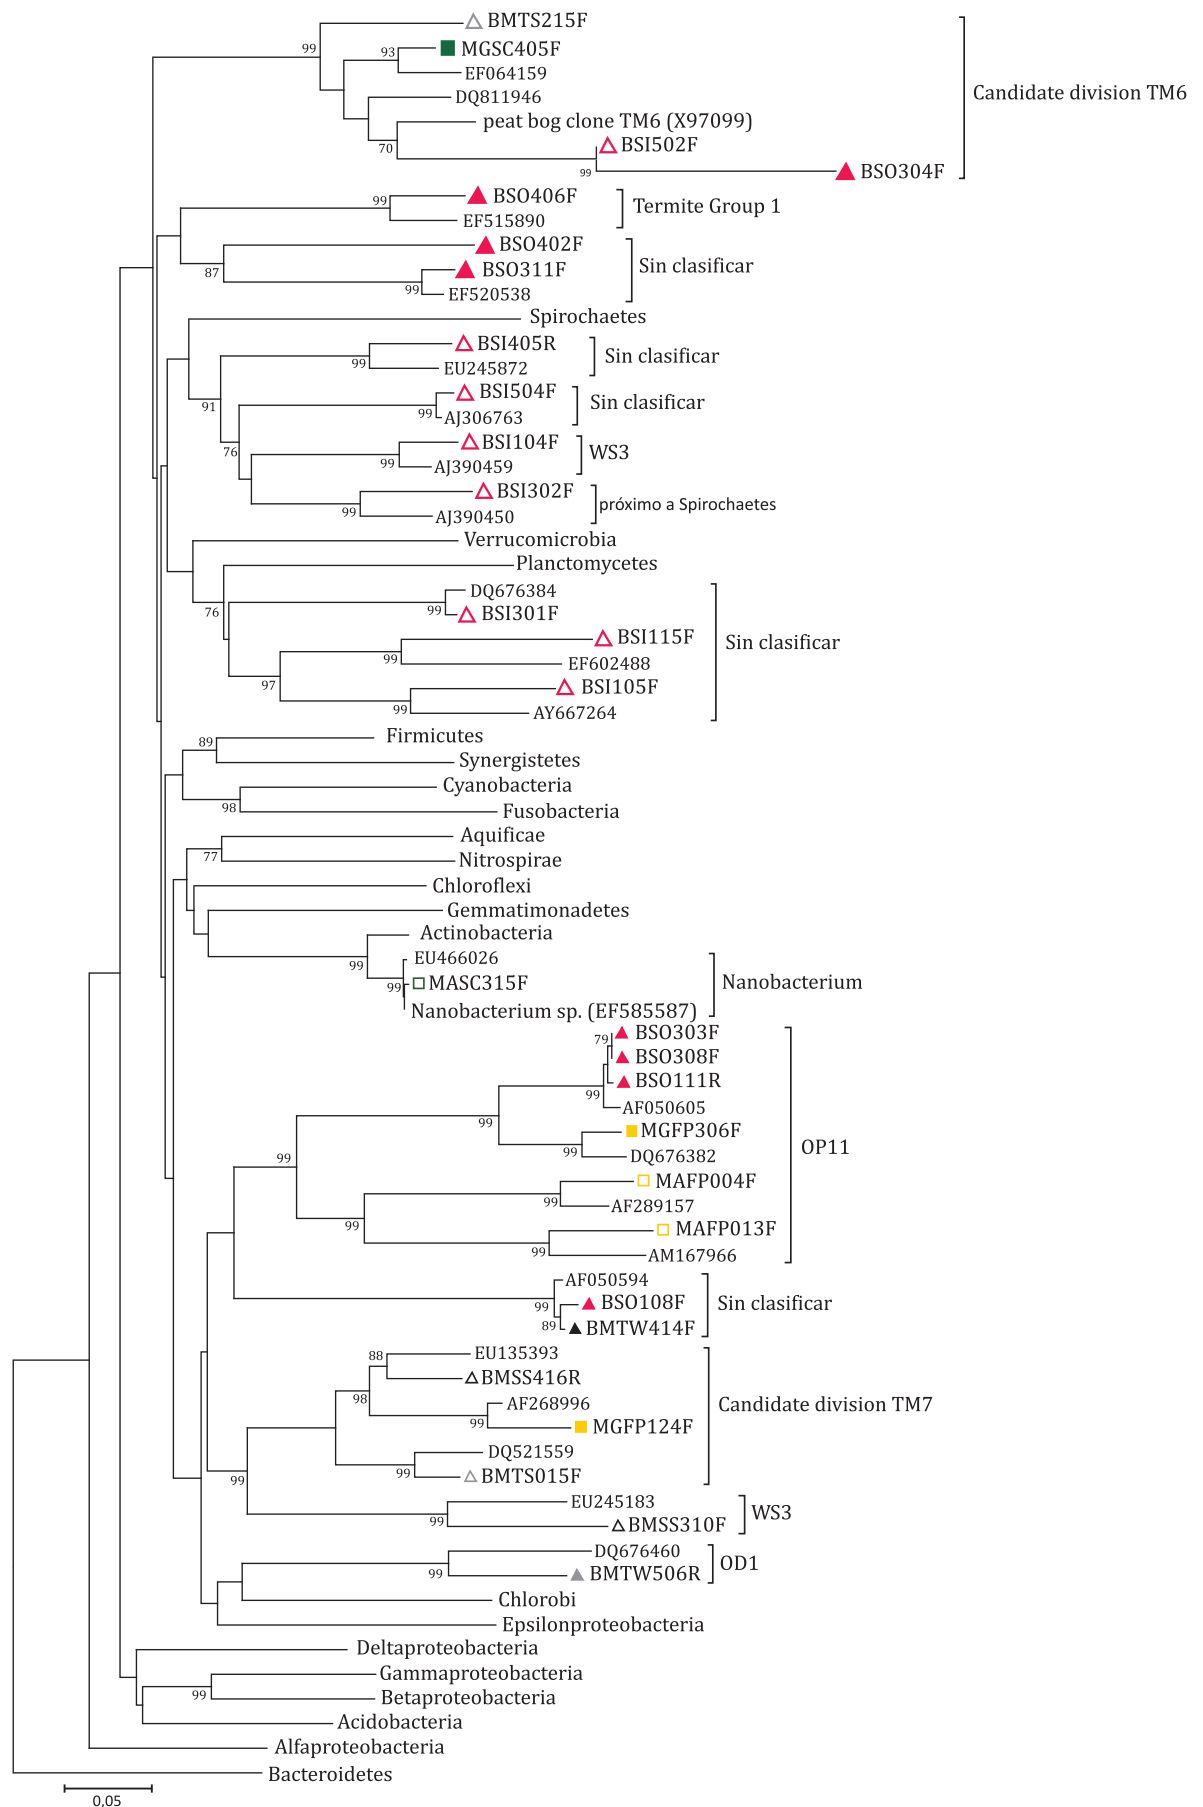 BMTS215F
99
MGSC405F
93
EF064159
DQ811946
Candidate division TM6
peat bog clone TM6 (X97099)
70
BSI502F
99
BSO304F
BSO406F
99
Termite Group 1
EF515890
BSO402F
87
Sin clasificar
BSO311F
99
EF520538
Spirochaetes
BSI405R
99
Sin clasificar
EU245872
91
BSI504F
99
Sin clasificar
AJ306763
76
BSI104F
99
WS3
AJ390459
BSI302F
99
próximo a Spirochaetes
AJ390450
Verrucomicrobia
Planctomycetes
76
DQ676384
99
BSI301F
BSI115F
Sin clasificar
99
EF602488
97
BSI105F
99
AY667264
Firmicutes
89
Synergistetes
Cyanobacteria
98
Fusobacteria
Aquificae
77
Nitrospirae
Chloroflexi
Gemmatimonadetes
Actinobacteria
99
EU466026
99
MASC315F
Nanobacterium
Nanobacterium sp. (EF585587)
BSO303F
79
BSO308F
BSO111R
99
AF050605
99
MGFP306F
99
DQ676382
OP11
99
MAFP004F
99
AF289157
99
MAFP013F
99
AM167966
AF050594
99
BSO108F
Sin clasificar
89
BMTW414F
EU135393
88
BMSS416R
98
AF268996
Candidate division TM7
99
MGFP124F
DQ521559
99
BMTS015F
99
EU245183
99
WS3
BMSS310F
DQ676460
99
OD1
BMTW506R
Chlorobi
Epsilonproteobacteria
Deltaproteobacteria
Gammaproteobacteria
99
Betaproteobacteria
Acidobacteria
Alfaproteobacteria
Bacteroidetes
0,05